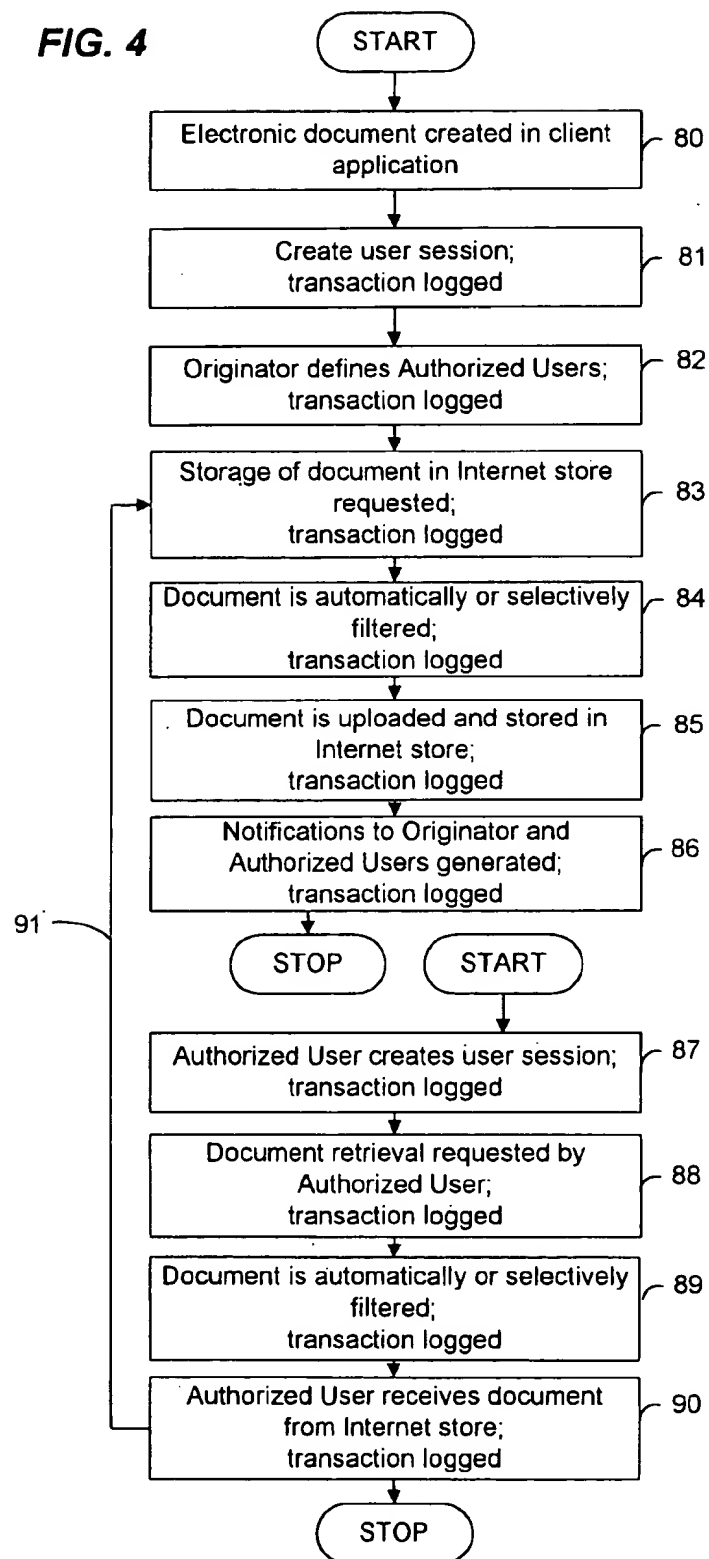 FIG. 4
START
Electronic document created in client
application
80
Create user session;
transaction logged
81
Originator defines Authorized Users;
transaction logged
82
Storage of document in Internet store
requested;
transaction logged
83
Document is automatically or selectively
filtered;
transaction logged
84
Document is uploaded and stored in
Internet store;
transaction logged
85
Notifications to Originator and
Authorized Users generated;
transaction logged
86
91
STOP
START
Authorized User creates user session;
transaction logged
87
Document retrieval requested by
Authorized User;
transaction logged
88
Document is automatically or selectively
filtered;
transaction logged
89
Authorized User receives document
from Internet store;
transaction logged
90
STOP